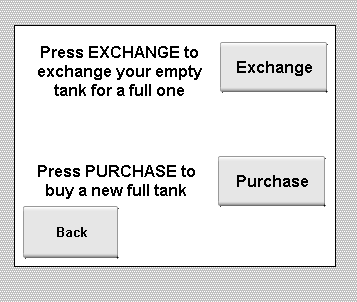 Press EXCHANGE to
exchange your empty
tank for a full one
Exchange
Press PURCHASE to
buy a new full tank
Purchase
Back